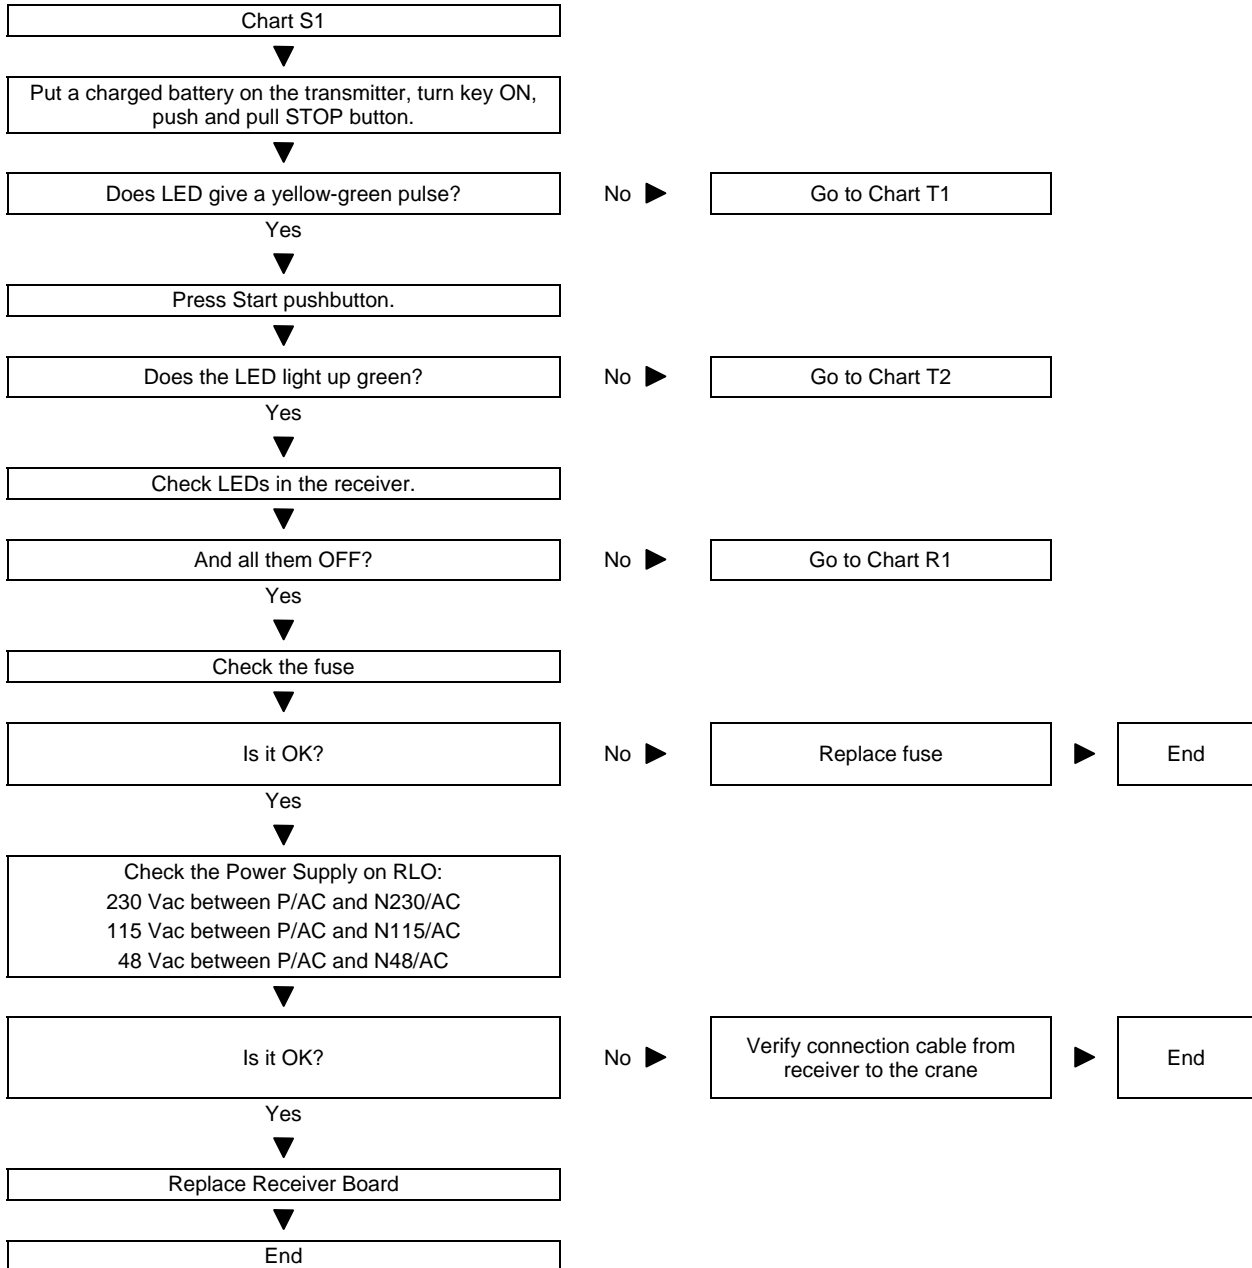 Chart S1
Put a charged battery on the transmitter, turn key ON,
push and pull STOP button.
Does LED give a yellow-green pulse?
No
Go to Chart T1
Yes
Press Start pushbutton.
Does the LED light up green?
No
Go to Chart T2
Yes
Check LEDs in the receiver.
And all them OFF?
No
Go to Chart R1
Yes
Check the fuse
Is it OK?
No
Replace fuse
End
Yes
Check the Power Supply on RLO:
230 Vac between P/AC and N230/AC
115 Vac between P/AC and N115/AC
48 Vac between P/AC and N48/AC
Is it OK?
No
Verify connection cable from
receiver to the crane
End
Yes
Replace Receiver Board
End